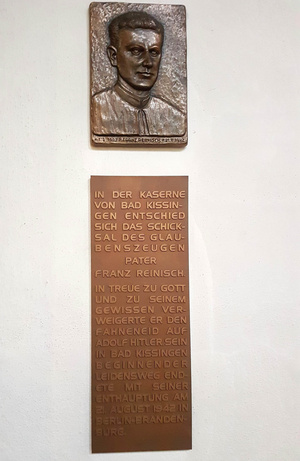 IN DER KASERNE
VON BAD KISSIN-
GEN ENTSCHIED
SICH DAS SCHICK-
SAL DES GLAU-
BENSZEUGEN
PATER
FRANZ REINISCH.
IN TREUE ZU GOTT
UND ZU SEINEM
GEWISSEN VER-
WEIGERTE ER DEN
FAHNENEID AUF
ADOLF HITLER. SEIN
IN BAD KISSINGEN
BEGINNENDER
LEIDENSWEG END-
ETE MIT SEINER
ENTHAUPTUNG AM
21. AUGUST 1942 IN
BERLIN-BRANDEN-
BURG.